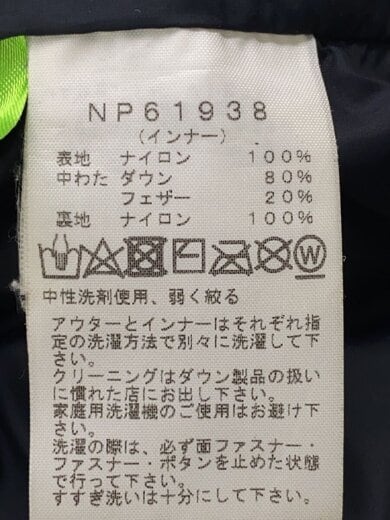 NP61938
(インナー)
表地 ナイロン 100%
中わた ダウン 80%
フェザー 20%
裏地 ナイロン 100%
W
中性洗剤使用、弱く絞る
アウターとインナーはそれぞれ指
定の洗濯方法で別々に洗濯して下
さい。
クリーニングはダウン製品の扱い
に慣れた店にお出し下さい。
家庭用洗濯機のご使用はお避け下
さい。
洗濯の際は、必ず面ファスナー・
ファスナー・ボタンを止めた状態
で行って下さい。
すすぎ洗いは十分にして下さい。